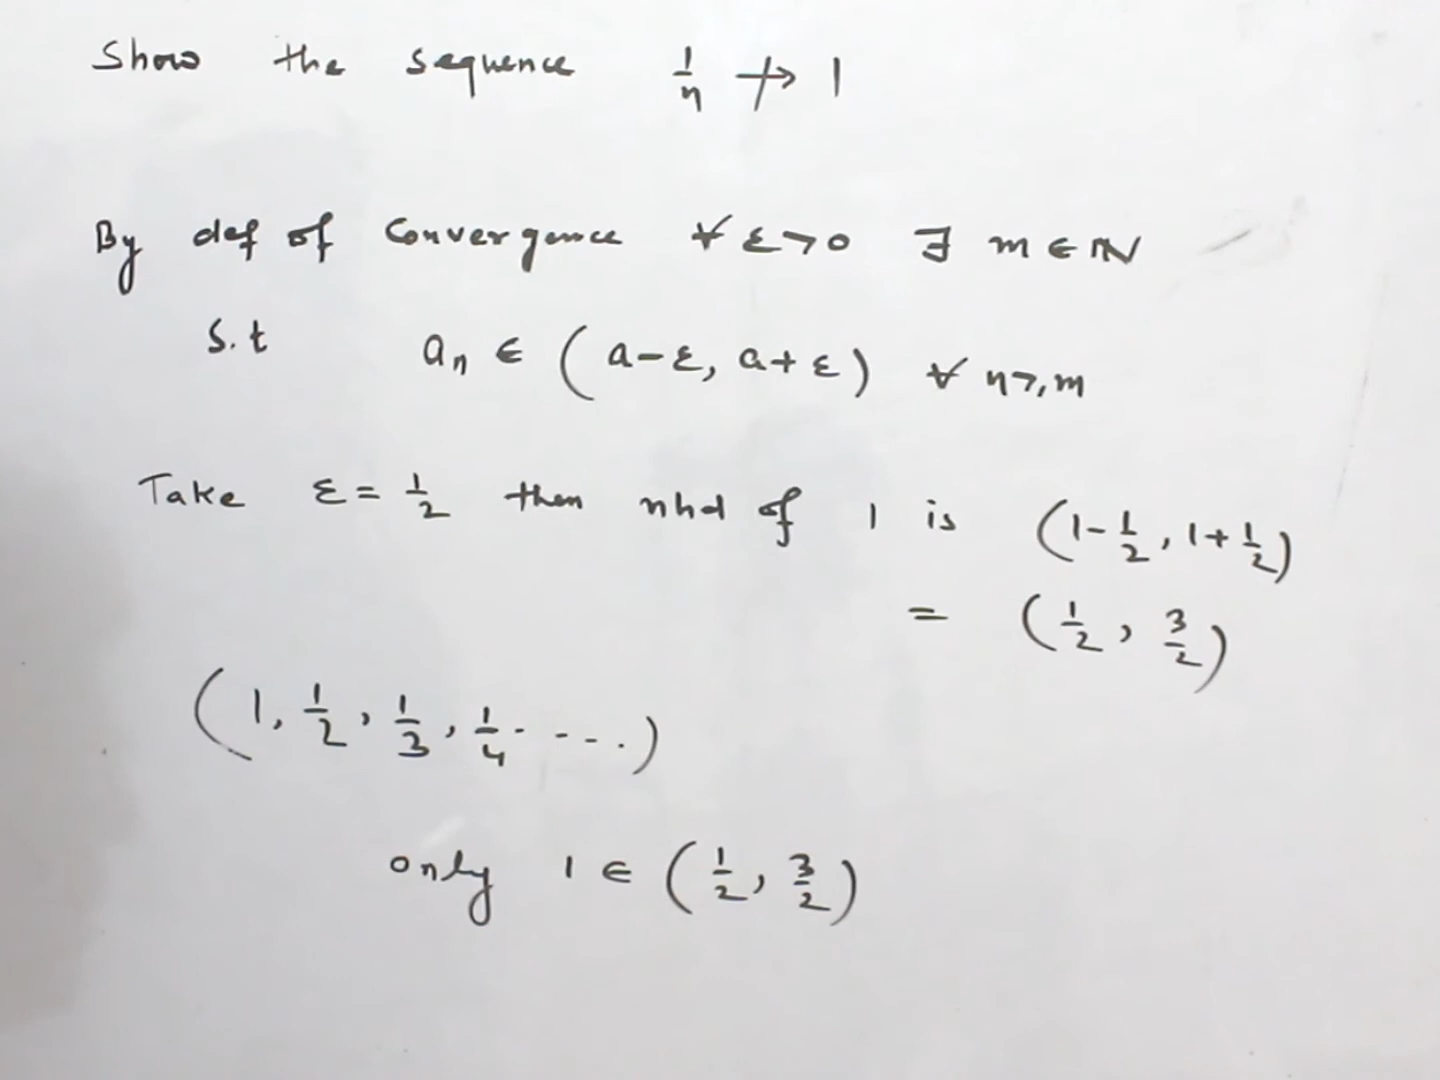 Show the sequence 1/n ↛ 1
By def of Convergence ∀ ε>0 ∃ m ∈ ℕ
S.t aₙ ∈ (a-ε, a+ε) ∀ n≥m
Take ε = 1/2 then nhd of 1 is (1-1/2, 1+1/2)
= (1/2, 3/2)
(1, 1/2, 1/3, 1/4 ·----.)
only 1 ∈ (1/2, 3/2)